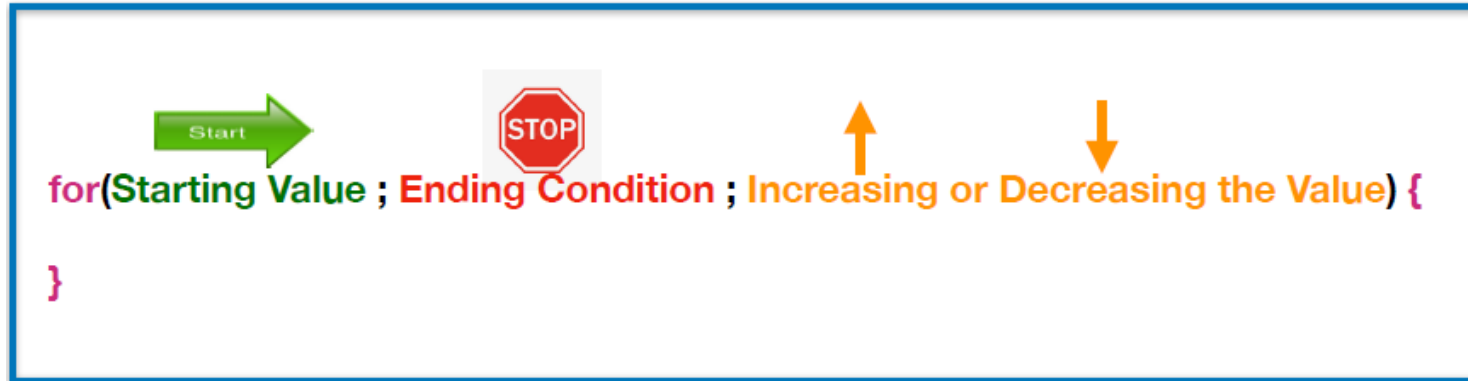 Start
STOP
for(Starting Value ; Ending Condition ; Increasing or Decreasing the Value) {
}